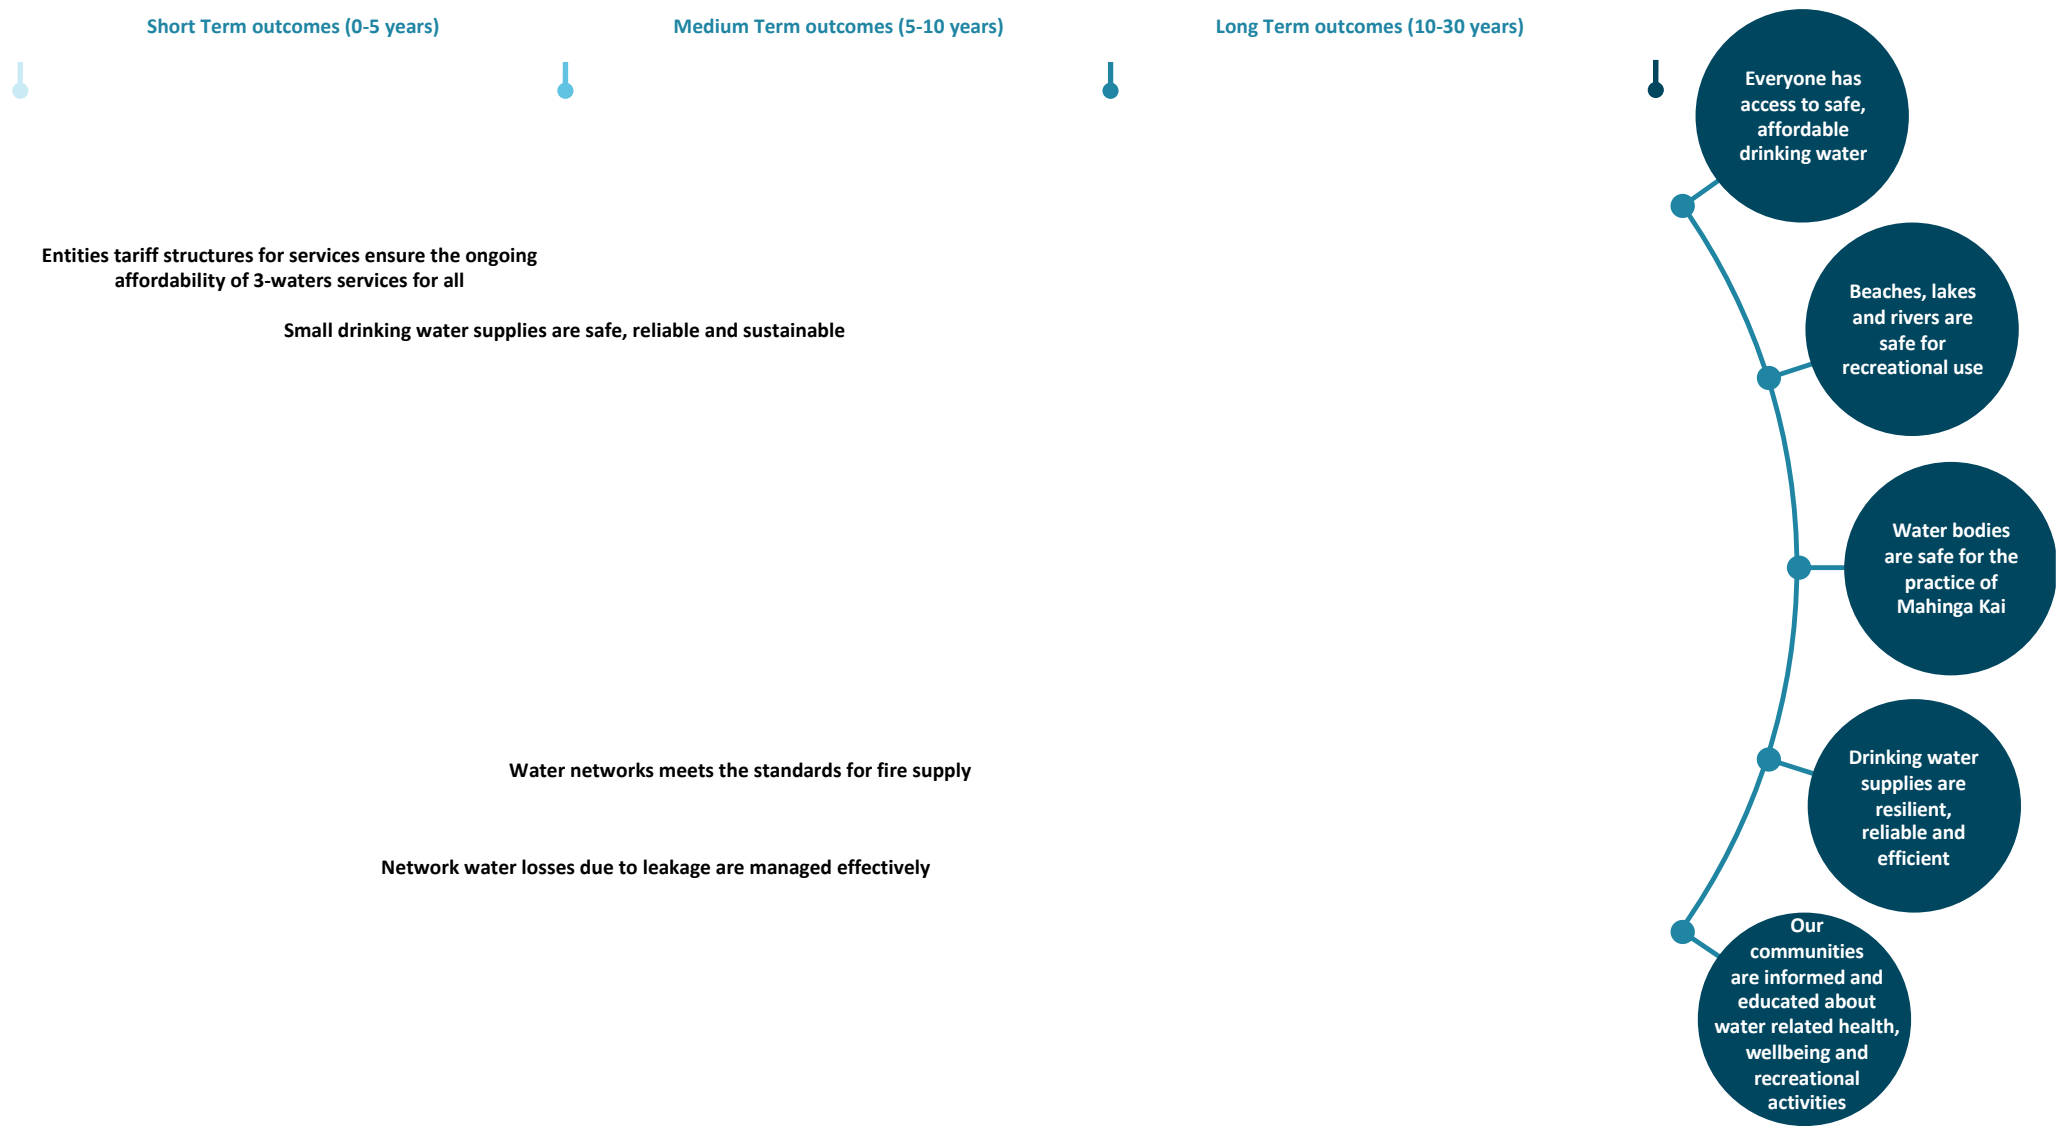 Short Term outcomes (0-5 years)
Medium Term outcomes (5-10 years)
Long Term outcomes (10-30 years)
Everyone has
access to safe,
affordable
drinking water
Entities tariff structures for services ensure the ongoing
affordability of 3-waters services for all
Small drinking water supplies are safe, reliable and sustainable
Beaches, lakes
and rivers are
safe for
recreational use
Water bodies
are safe for the
practice of
Mahinga Kai
Water networks meets the standards for fire supply
Drinking water
supplies are
resilient,
reliable and
efficient
Network water losses due to leakage are managed effectively
Our
communities
are informed and
educated about
water related health,
wellbeing and
recreational
activities